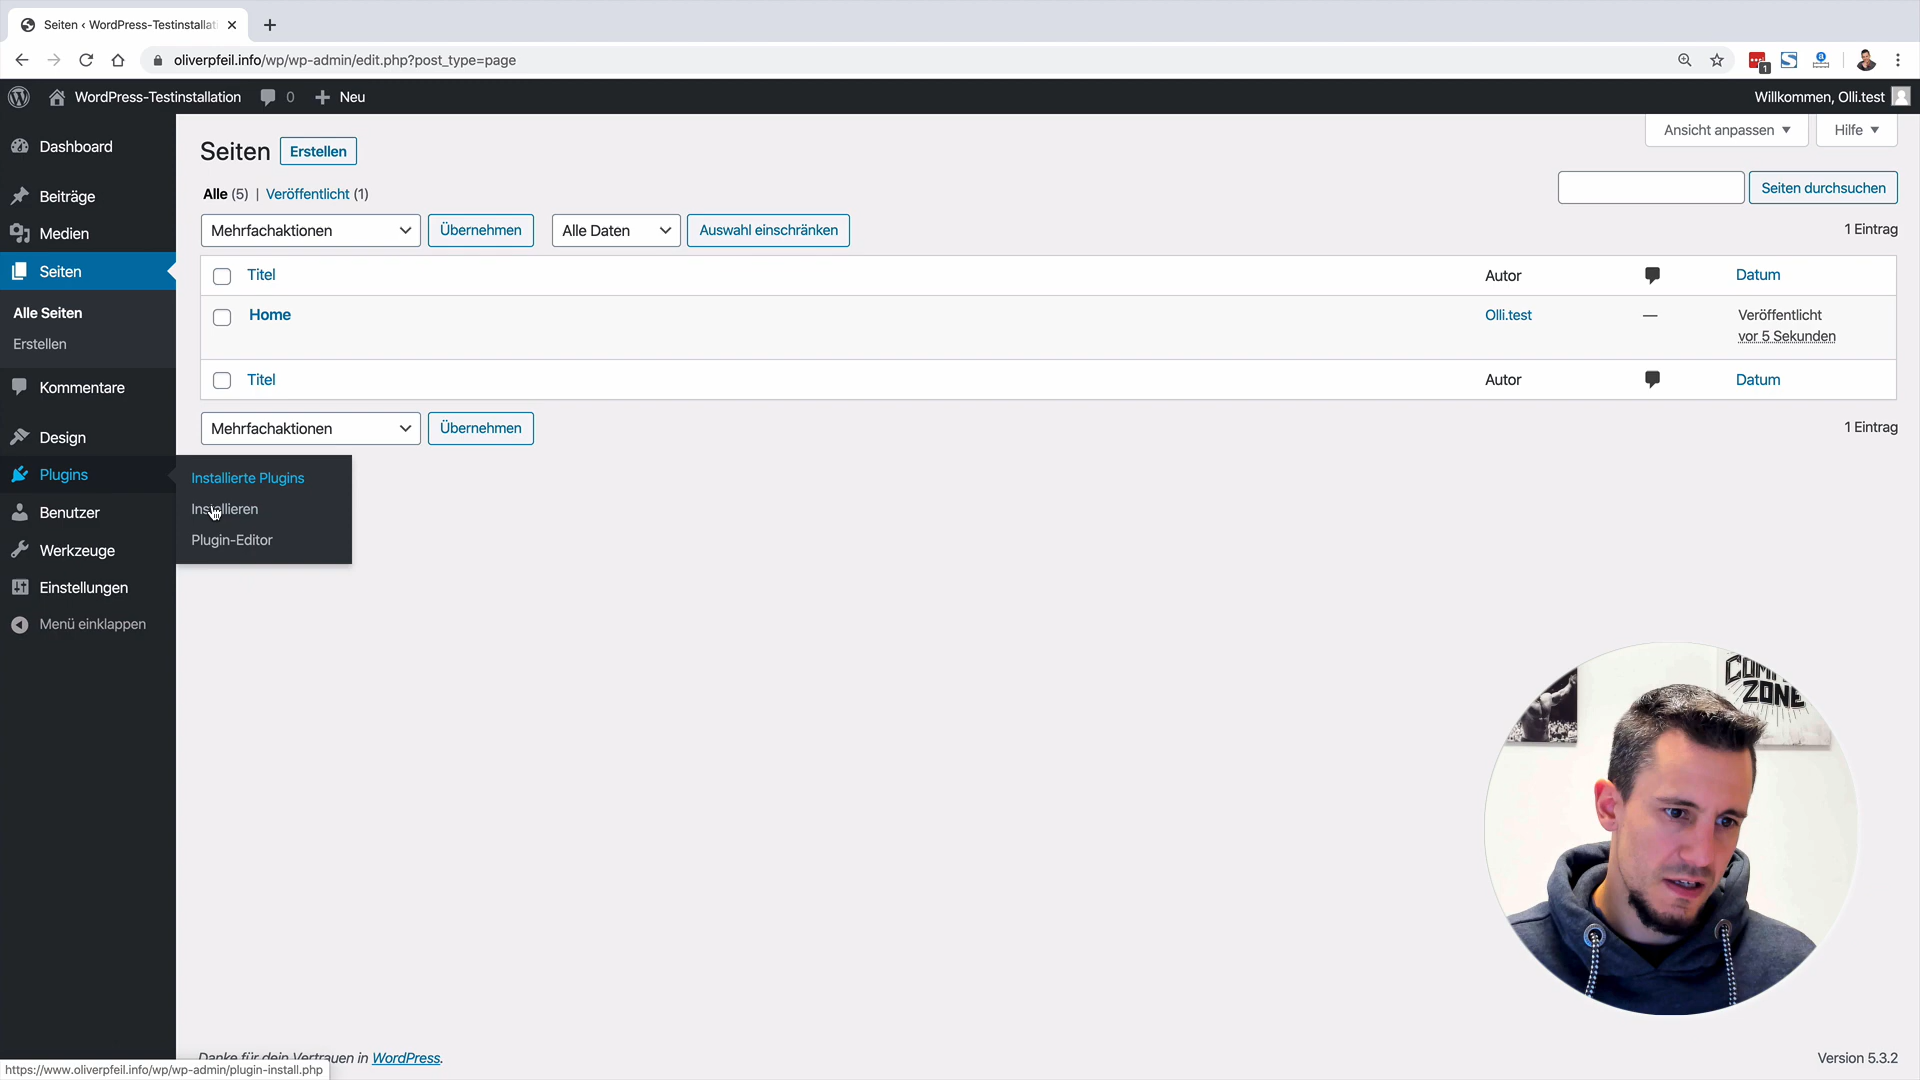 Seiten ‹ WordPress-Testinstallat
oliverpfeil.info/wp/wp-admin/edit.php?post_type=page
1
WordPress-Testinstallation 0 Neu
Willkommen, Olli.test
Dashboard
Beiträge
Medien
Seiten
Alle Seiten
Erstellen
Kommentare
Design
Plugins
Benutzer
Werkzeuge
Einstellungen
Menü einklappen
Installierte Plugins
Installieren
Plugin-Editor
Ansicht anpassen Hilfe
Seiten Erstellen
Alle (5) | Veröffentlicht (1)
Seiten durchsuchen
Mehrfachaktionen Übernehmen Alle Daten Auswahl einschränken
1 Eintrag
Titel Autor Datum
Home Olli.test — Veröffentlicht
vor 5 Sekunden
Titel Autor Datum
Mehrfachaktionen Übernehmen
1 Eintrag
ZONE
Danke für dein Vertrauen in WordPress.
Version 5.3.2
https://www.oliverpfeil.info/wp/wp-admin/plugin-install.php